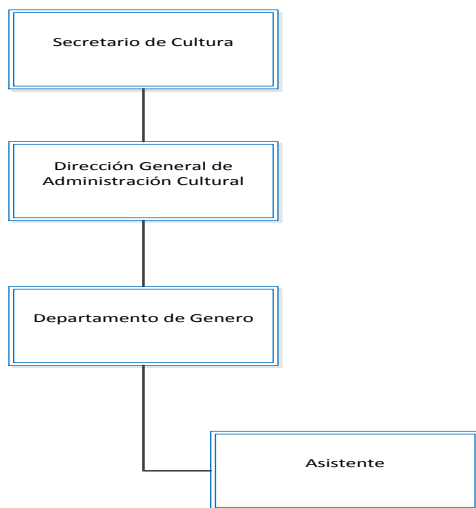 Secretario de Cultura
Dirección General de
Administración Cultural
Departamento de Genero
Asistente